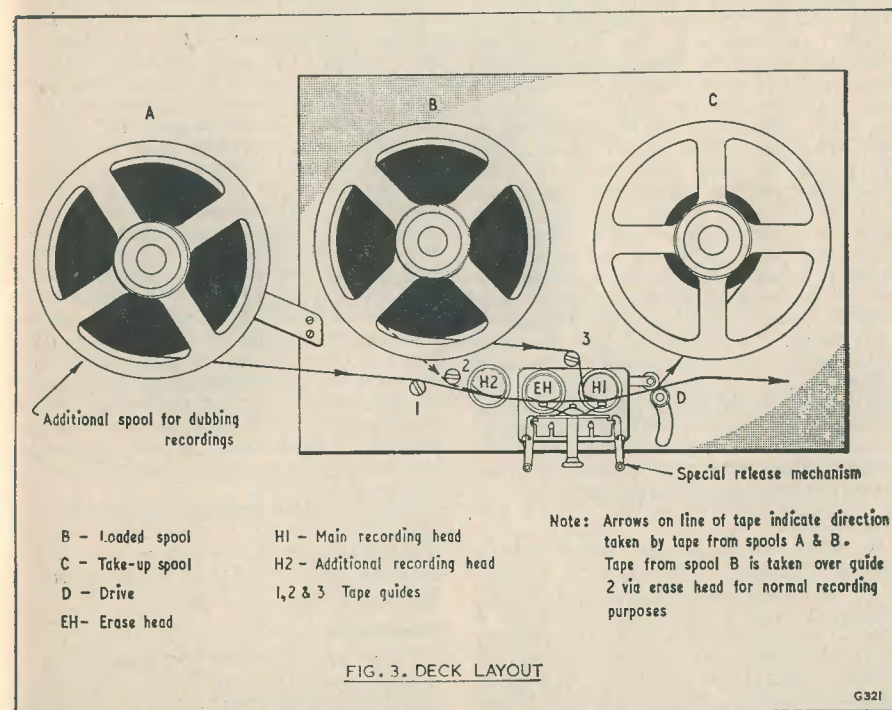 A
B
C
3
2
H2
EH
H1
1
D
Additional spool for dubbing
recordings
Special release mechanism
B – Loaded spool
C – Take-up spool
D – Drive
EH– Erase head
H1 – Main recording head
H2 – Additional recording head
1,2 & 3 Tape guides
Note: Arrows on line of tape indicate direction
taken by tape from spools A & B.
Tape from spool B is taken over guide
2 via erase head for normal recording
purposes
FIG. 3. DECK LAYOUT
G321